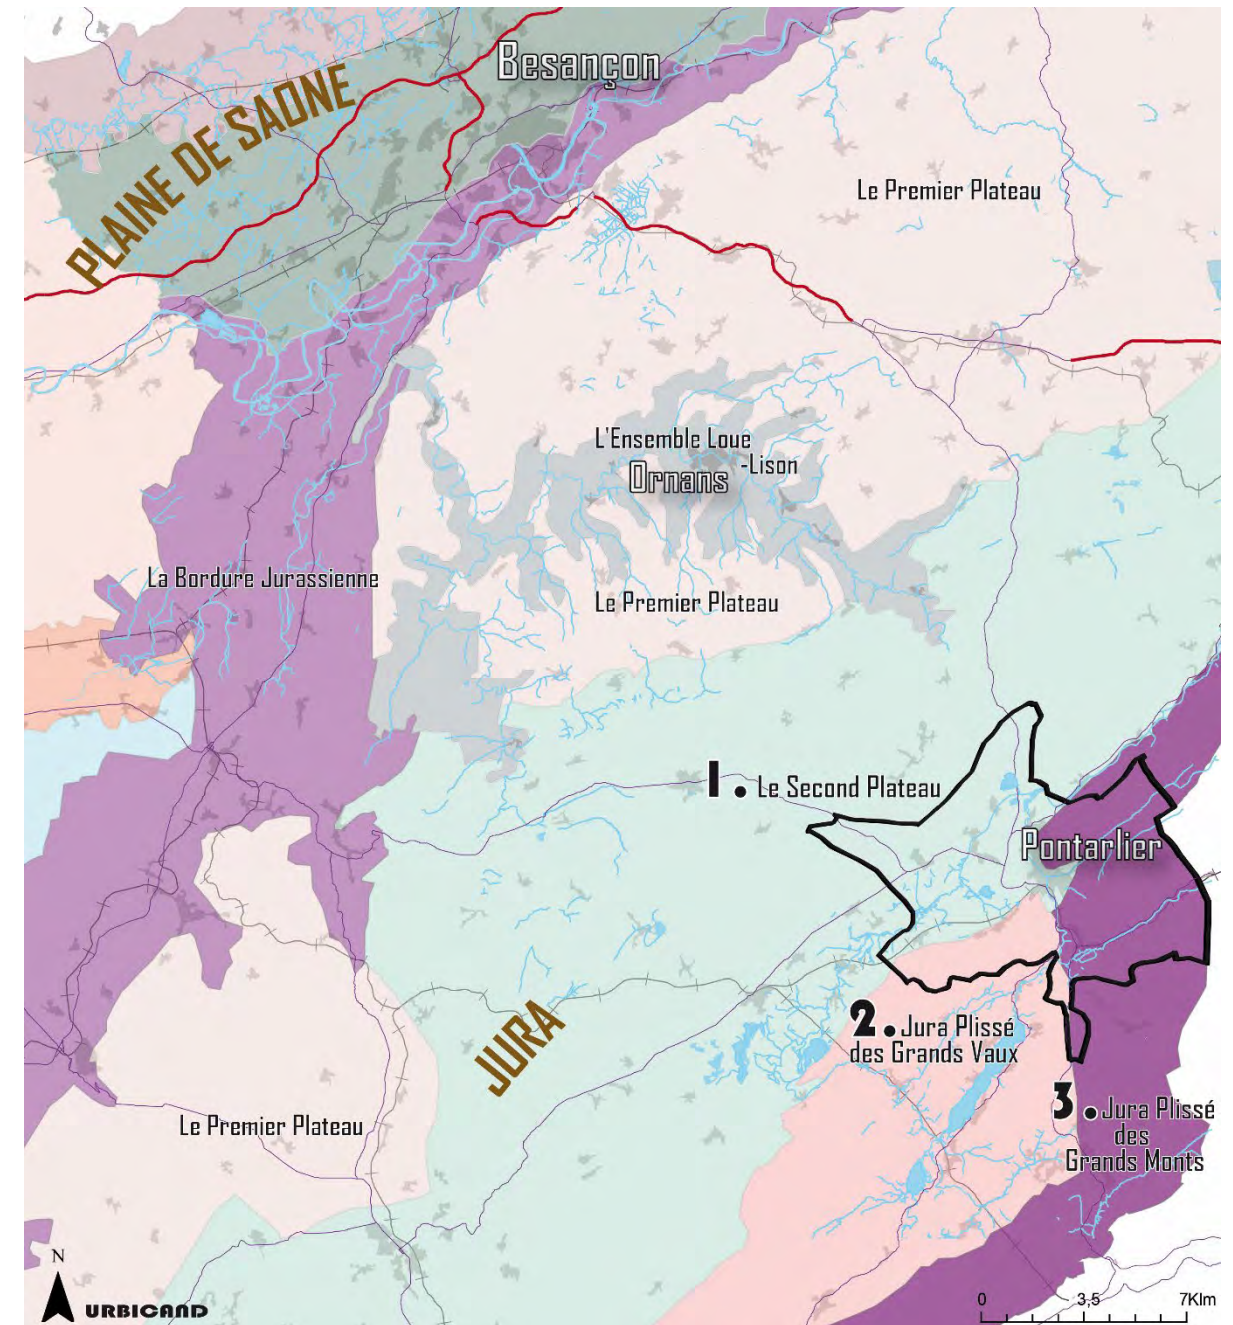 Besançon
PLAINE DE SAONE
Le Premier Plateau
L'Ensemble Loue
-Lison
Ornans
La Bordure Jurassienne
Le Premier Plateau
1. Le Second Plateau
Pontarlier
JURA
2. Jura Plissé
des Grands Vaux
3. Jura Plissé
des
Grands Monts
Le Premier Plateau
N
URBICAND
0 3,5 7Klm